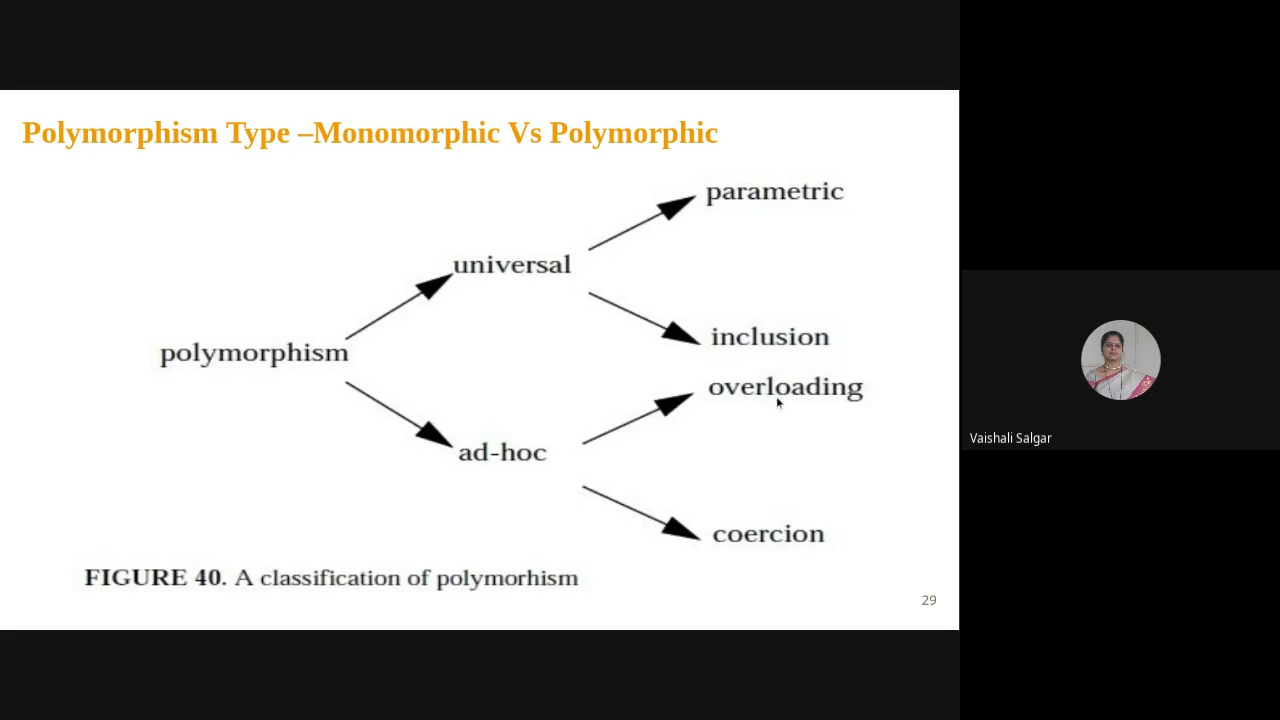 Polymorphism Type –Monomorphic Vs Polymorphic
parametric
universal
inclusion
polymorphism
overloading
ad-hoc
coercion
FIGURE 40. A classification of polymorhism
29
Vaishali Salgar